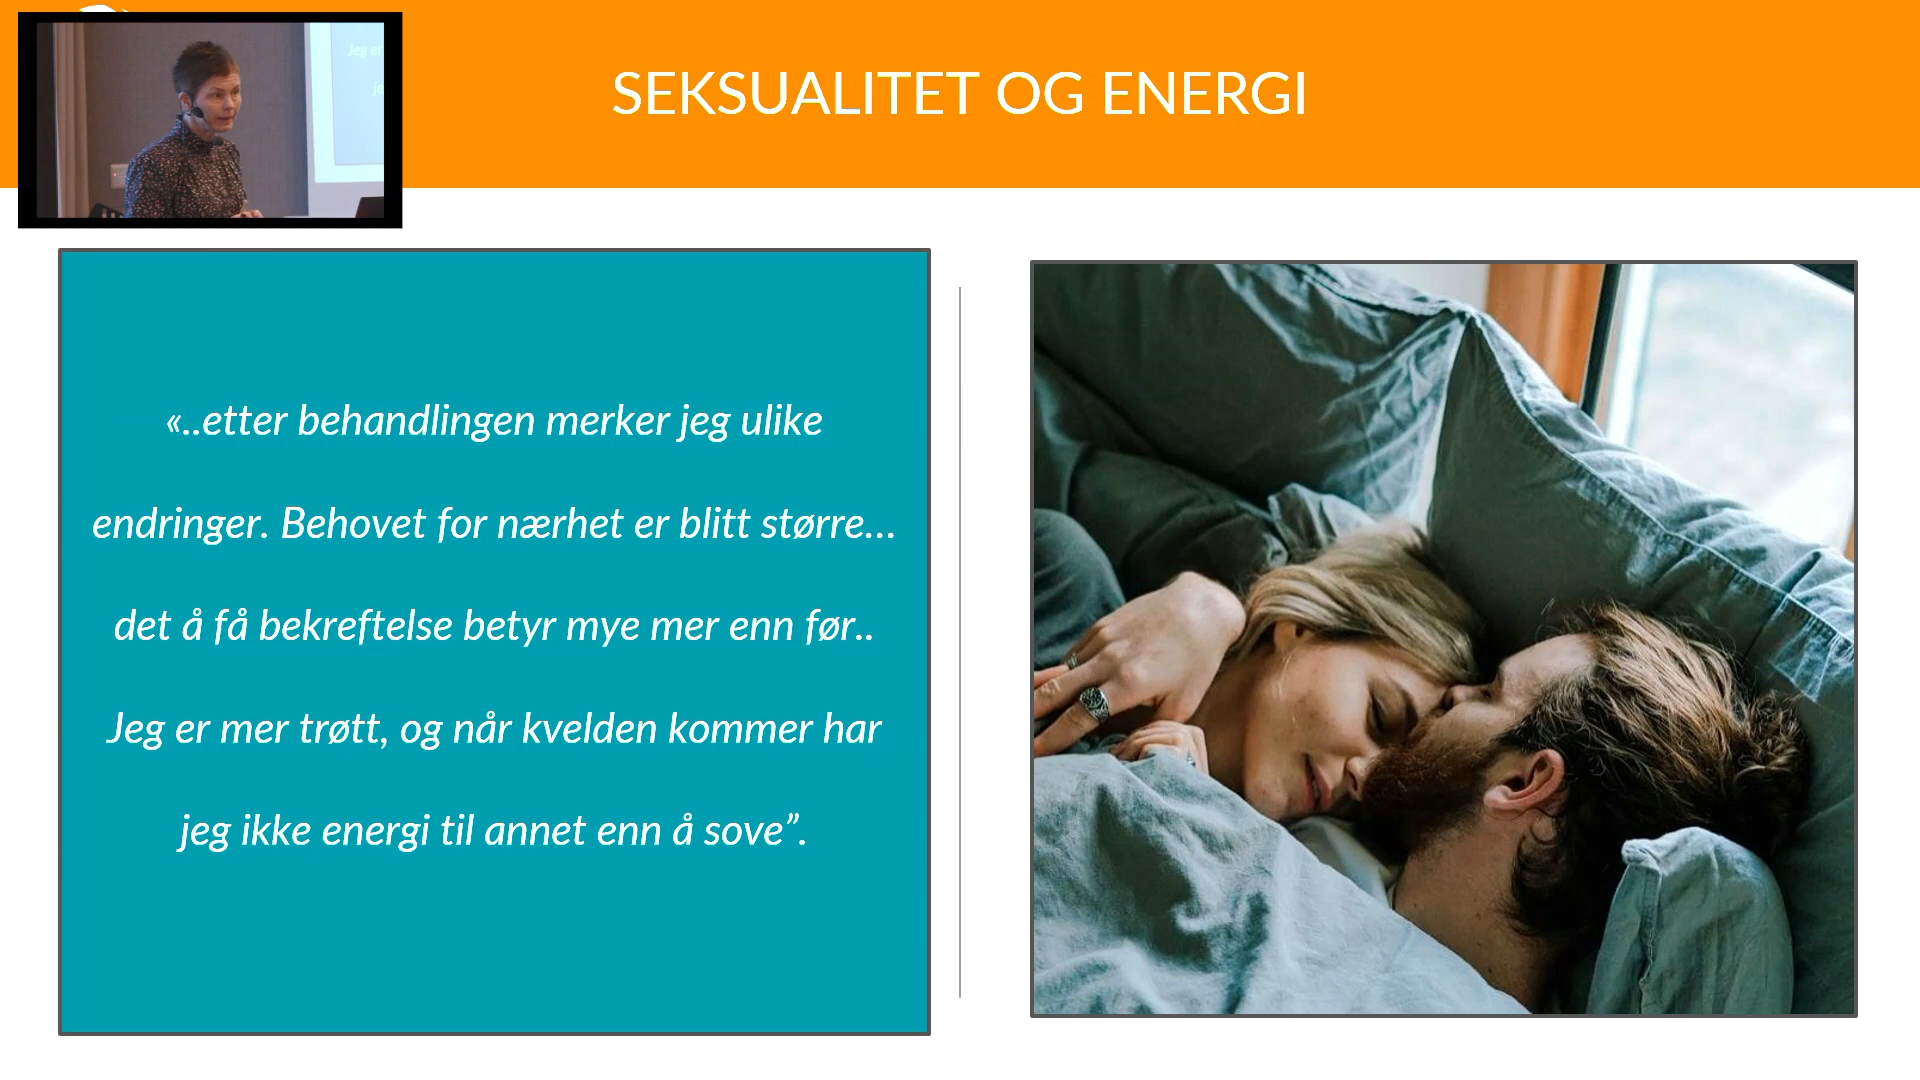 SEKSUALITET OG ENERGI
«..etter behandlingen merker jeg ulike
endringer. Behovet for nærhet er blitt større...
det å få bekreftelse betyr mye mer enn før..
Jeg er mer trøtt, og når kvelden kommer har
jeg ikke energi til annet enn å sove”.